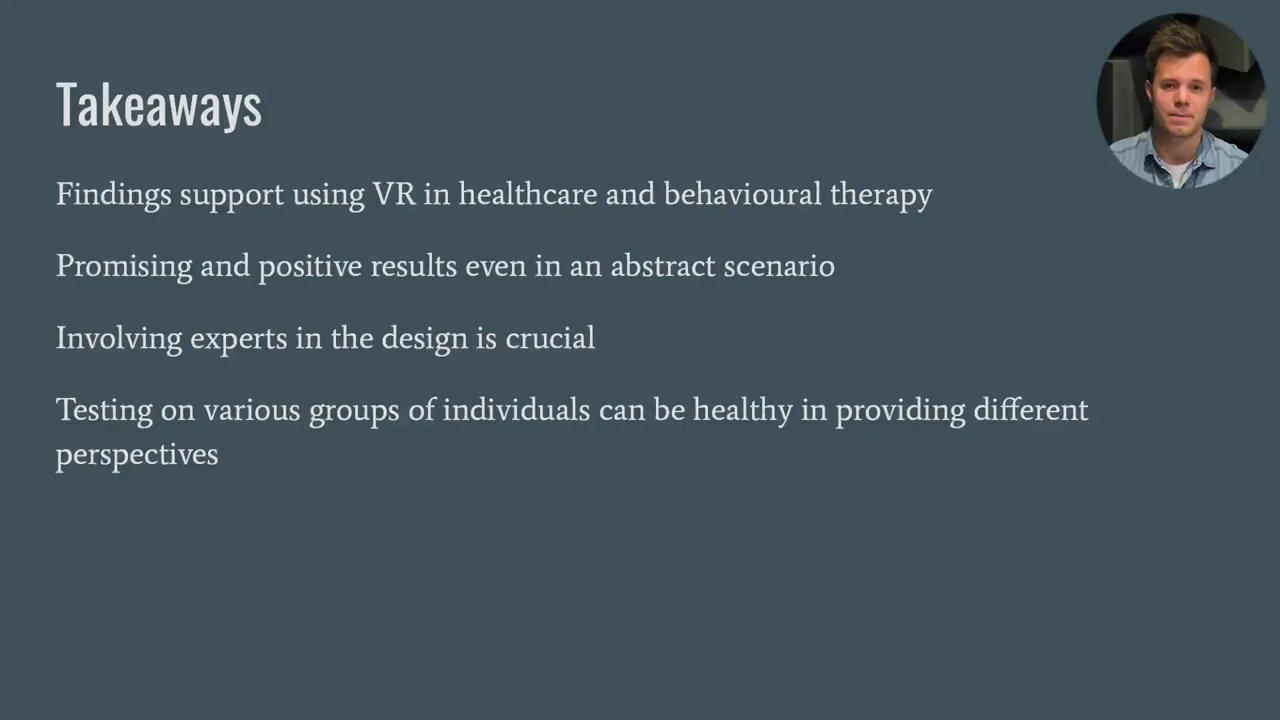 Takeaways
Findings support using VR in healthcare and behavioural therapy
Promising and positive results even in an abstract scenario
Involving experts in the design is crucial
Testing on various groups of individuals can be healthy in providing different
perspectives